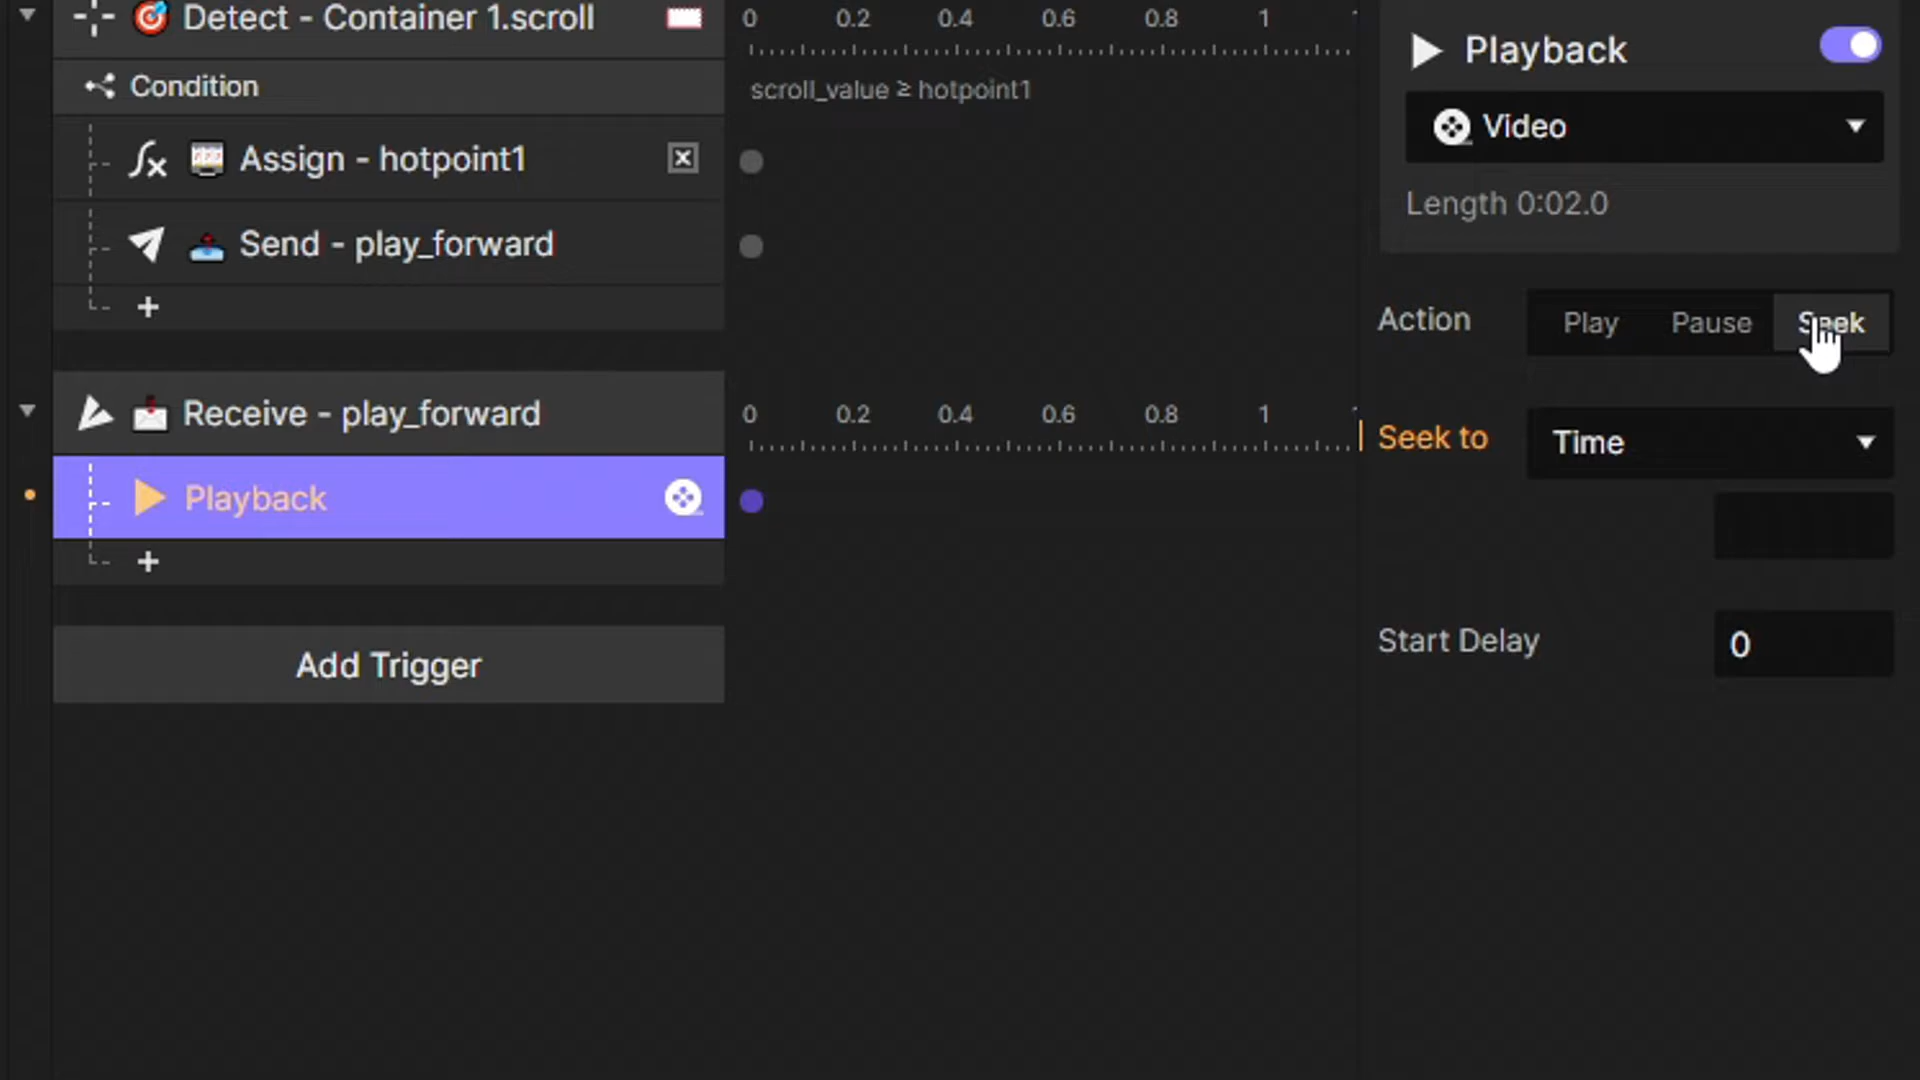 Detect - Container 1.scroll
0 0.2 0.4 0.6 0.8 1
Condition
scroll_value ≥ hotpoint1
Assign - hotpoint1
Send - play_forward
+
Receive - play_forward
0 0.2 0.4 0.6 0.8 1
Playback
+
Add Trigger
Playback
Video
Length 0:02.0
Action Play Pause Seek
Seek to Time
Start Delay 0